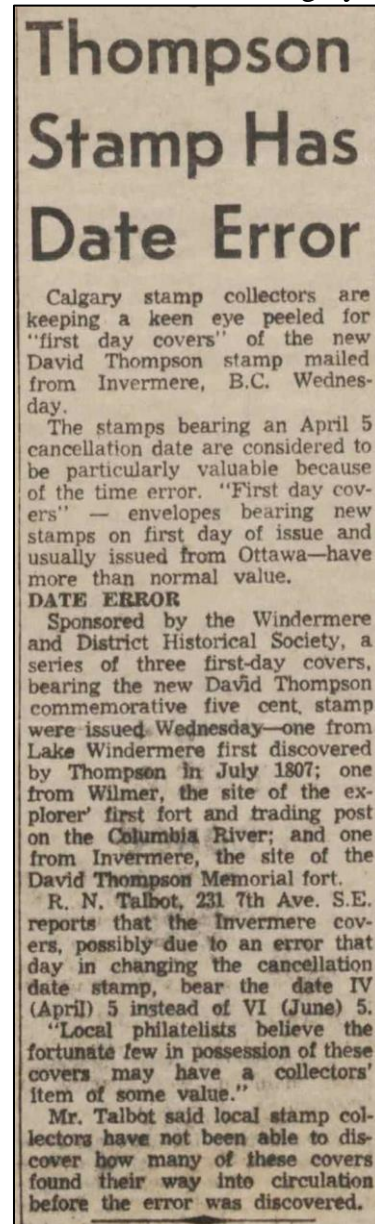 Thompson
Stamp Has
Date Error
Calgary stamp collectors are
keeping a keen eye peeled for
"first day covers" of the new
David Thompson stamp mailed
from Invermere, B.C. Wednes-
day.
The stamps bearing an April 5
cancellation date are considered to
be particularly valuable because
of the time error. "First day cov-
ers" — envelopes bearing new
stamps on first day of issue and
usually issued from Ottawa—have
more than normal value.
DATE ERROR
Sponsored by the Windermere
and District Historical Society, a
series of three first-day covers,
bearing the new David Thompson
commemorative five cent, stamp
were issued Wednesday—one from
Lake Windermere first discovered
by Thompson in July 1807; one
from Wilmer, the site of the ex-
plorer' first fort and trading post
on the Columbia River; and one
from Invermere, the site of the
David Thompson Memorial fort.
R. N. Talbot, 231 7th Ave. S.E.
reports that the Invermere cov-
ers, possibly due to an error that
day in changing the cancellation
date stamp, bear the date IV
(April) 5 instead of VI (June) 5.
"Local philatelists believe the
fortunate few in possession of these
covers may have a collectors'
item of some value."
Mr. Talbot said local stamp col-
lectors have not been able to dis-
cover how many of these covers
found their way into circulation
before the error was discovered.